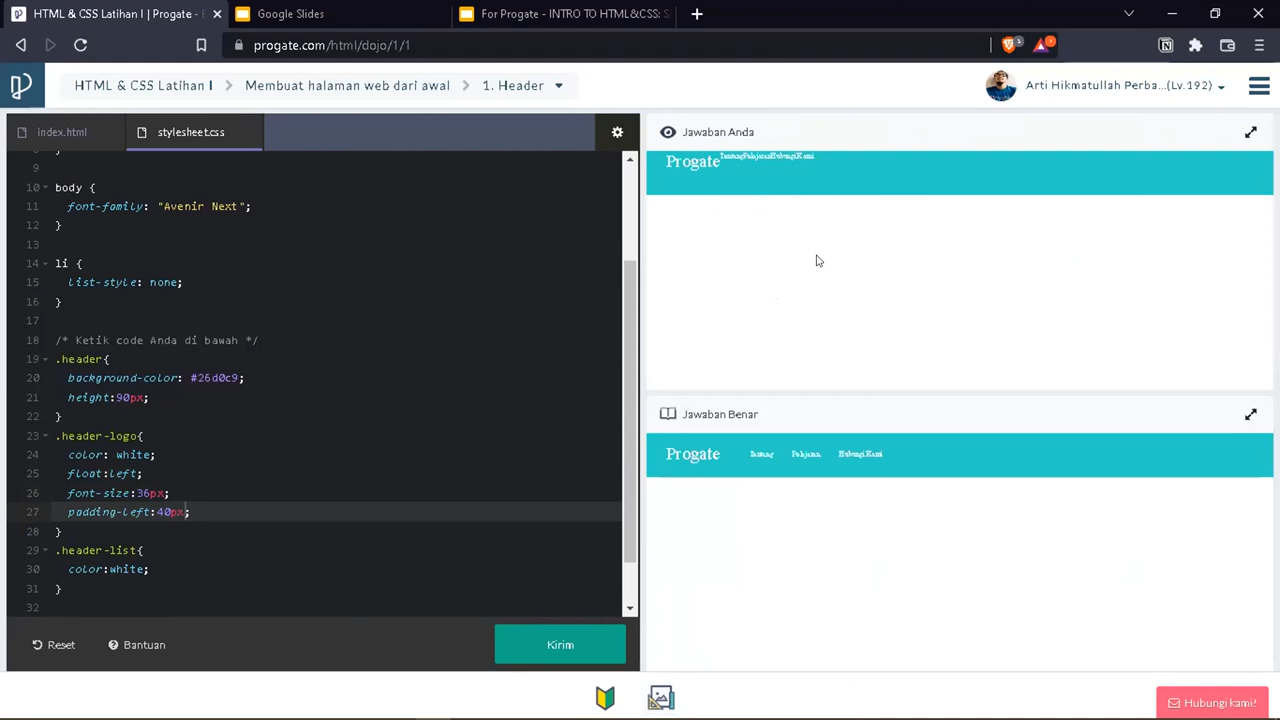 HTML & CSS Latihan I | Progate -
Google Slides
For Progate - INTRO TO HTML&CSS: S
progate.com/html/dojo/1/1
HTML & CSS Latihan I
Membuat halaman web dari awal
1. Header
Arti Hikmatullah Perba...(Lv.192)
index.html
stylesheet.css
Jawaban Anda
9
10 body {
11 font-family: "Avenir Next";
12 }
13
14 li {
15 list-style: none;
16 }
17
18 /* Ketik code Anda di bawah */
19 .header{
20 background-color: #26d0c9;
21 height:90px;
22 }
23 .header-logo{
24 color: white;
25 float:left;
26 font-size:36px;
27 padding-left:40px;
28 }
29 .header-list{
30 color:white;
31 }
32
Progate
Jawaban Benar
Progate Tentang Pelajaran Hubungi Kami
Reset
Bantuan
Kirim
Hubungi kami!